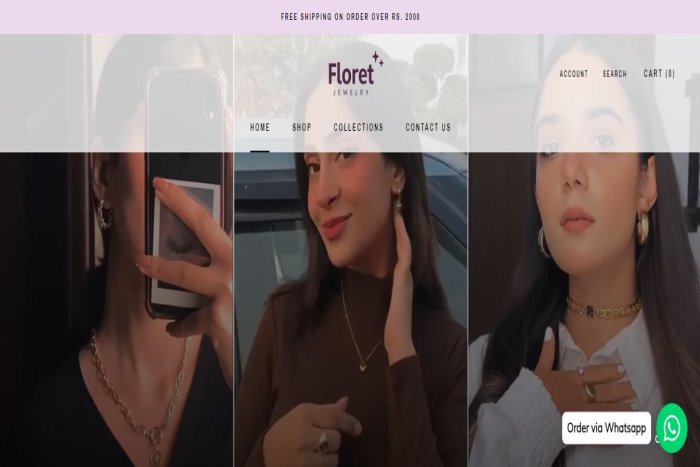 FREE SHIPPING ON ORDER OVER RS. 2000
Floret
JEWELRY
ACCOUNT SEARCH CART (0)
HOME SHOP COLLECTIONS CONTACT US
Order via Whatsapp